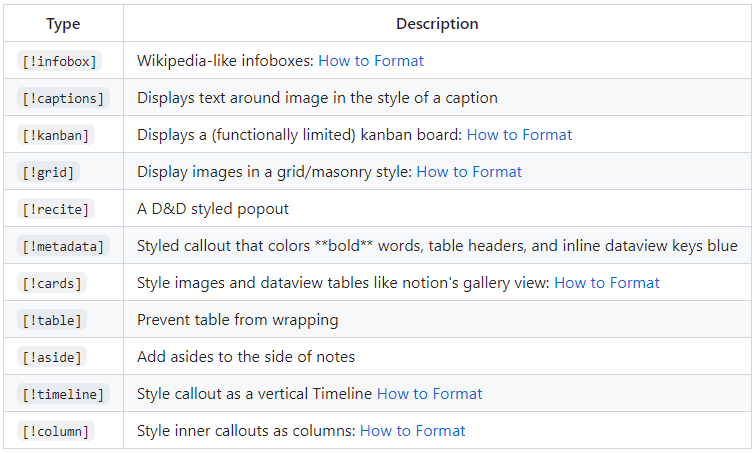 Type Description
[!infobox] Wikipedia-like infoboxes: How to Format
[!captions] Displays text around image in the style of a caption
[!kanban] Displays a (functionally limited) kanban board: How to Format
[!grid] Display images in a grid/masonry style: How to Format
[!recite] A D&D styled popout
[!metadata] Styled callout that colors **bold** words, table headers, and inline dataview keys blue
[!cards] Style images and dataview tables like notion's gallery view: How to Format
[!table] Prevent table from wrapping
[!aside] Add asides to the side of notes
[!timeline] Style callout as a vertical Timeline How to Format
[!column] Style inner callouts as columns: How to Format